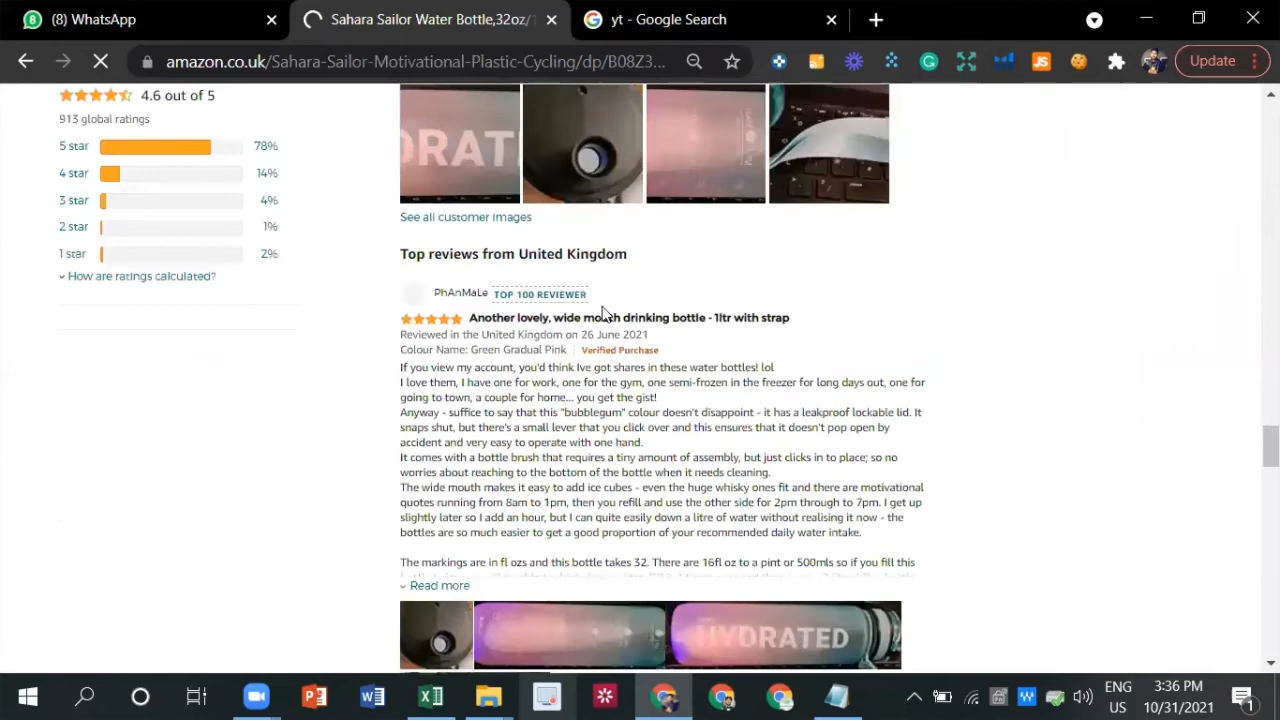 (8) WhatsApp
Sahara Sailor Water Bottle,32oz/
yt - Google Search
amazon.co.uk/Sahara-Sailor-Motivational-Plastic-Cycling/dp/B08Z3...
Update
4.6 out of 5
913 global ratings
5 star 78%
4 star 14%
3 star 4%
2 star 1%
1 star 2%
How are ratings calculated?
See all customer images
Top reviews from United Kingdom
PhAnMaLe TOP 100 REVIEWER
Another lovely, wide mouth drinking bottle - 1ltr with strap
Reviewed in the United Kingdom on 26 June 2021
Colour Name: Green Gradual Pink Verified Purchase
If you view my account, you'd think Ive got shares in these water bottles! lol
I love them, I have one for work, one for the gym, one semi-frozen in the freezer for long days out, one for
going to town, a couple for home... you get the gist!
Anyway - suffice to say that this "bubblegum" colour doesn't disappoint - it has a leakproof lockable lid. It
snaps shut, but there's a small lever that you click over and this ensures that it doesn't pop open by
accident and very easy to operate with one hand.
It comes with a bottle brush that requires a tiny amount of assembly, but just clicks in to place; so no
worries about reaching to the bottom of the bottle when it needs cleaning.
The wide mouth makes it easy to add ice cubes - even the huge whisky ones fit and there are motivational
quotes running from 8am to 1pm, then you refill and use the other side for 2pm through to 7pm. I get up
slightly later so I add an hour, but I can quite easily down a litre of water without realising it now - the
bottles are so much easier to get a good proportion of your recommended daily water intake.
The markings are in fl ozs and this bottle takes 32. There are 16fl oz to a pint or 500mls so if you fill this
Read more
HYDRATED
ENG
US
3:36 PM
10/31/2021